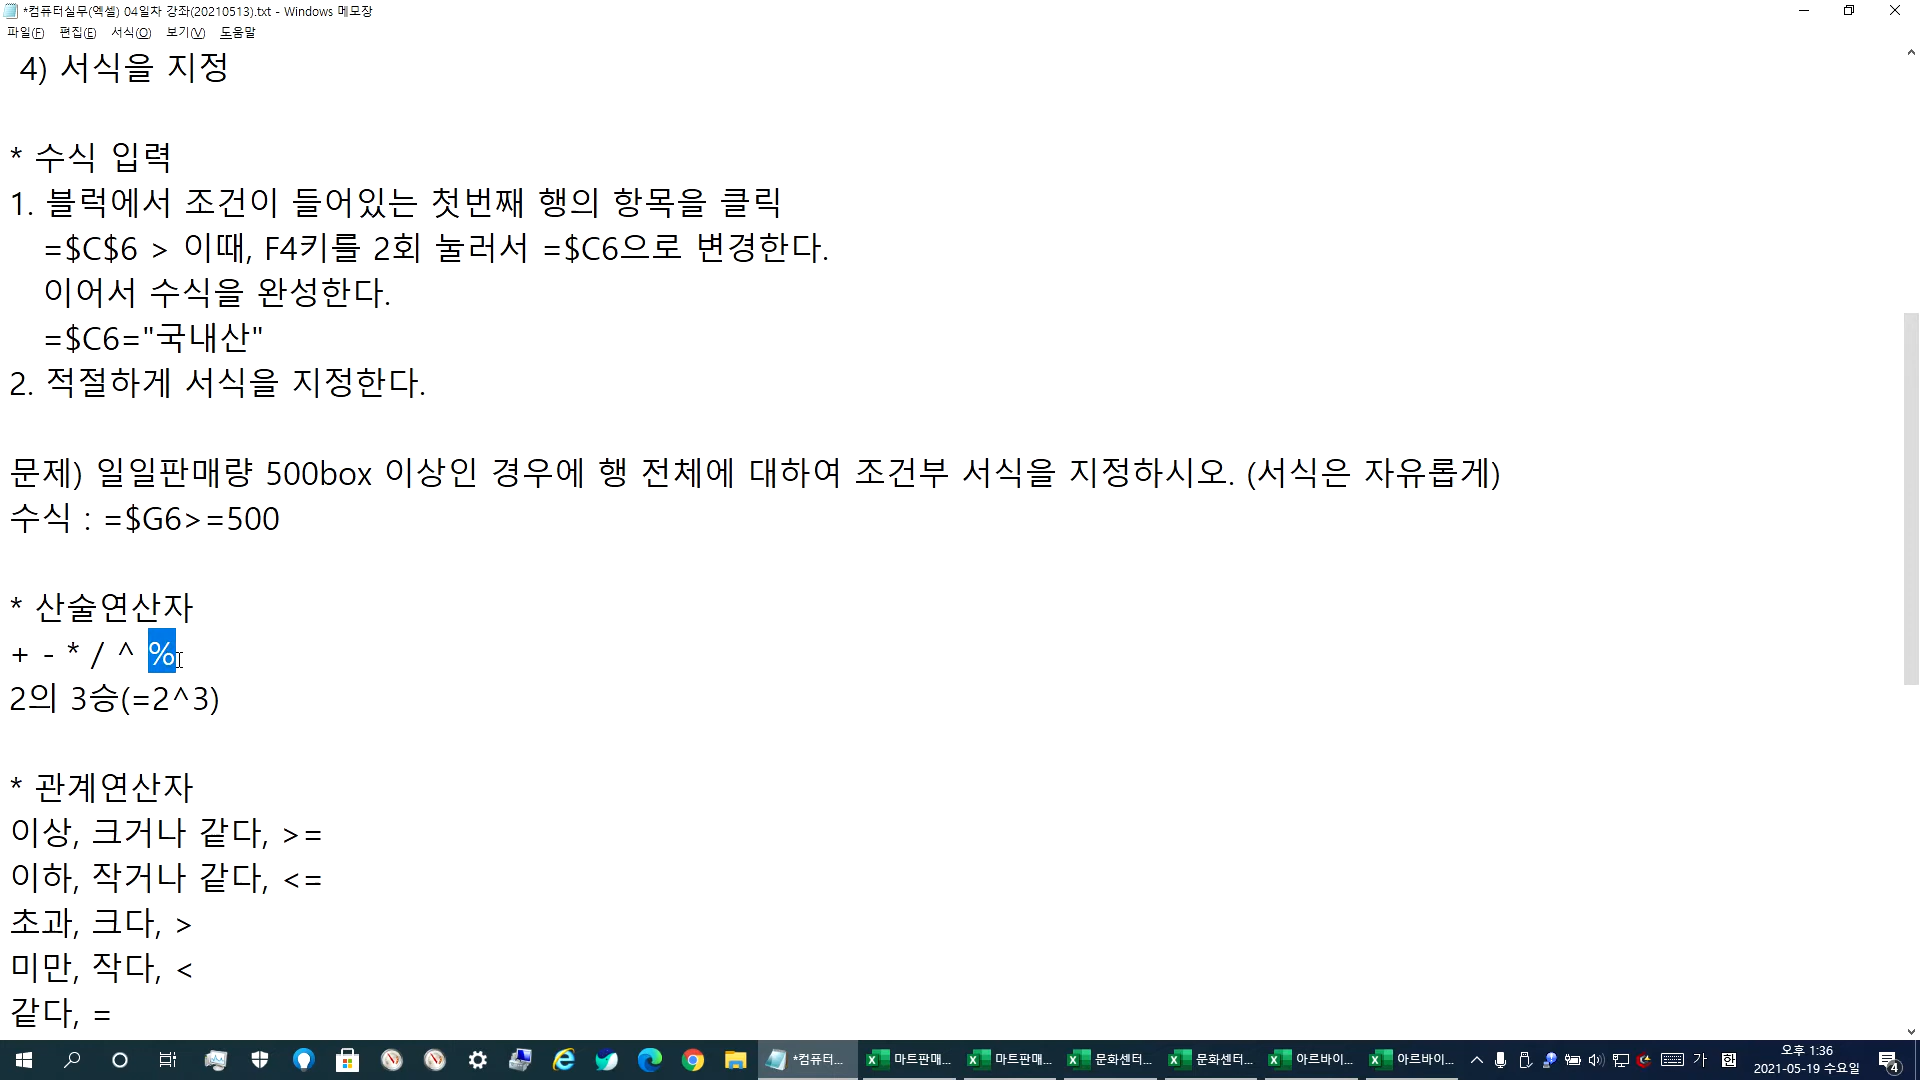 *컴퓨터실무(엑셀) 04일차 강좌(20210513).txt - Windows 메모장
파일(F) 편집(E) 서식(O) 보기(V) 도움말
4) 서식을 지정
* 수식 입력
1. 블럭에서 조건이 들어있는 첫번째 행의 항목을 클릭
=$C$6 > 이때, F4키를 2회 눌러서 =$C6으로 변경한다.
이어서 수식을 완성한다.
=$C6="국내산"
2. 적절하게 서식을 지정한다.
문제) 일일판매량 500box 이상인 경우에 행 전체에 대하여 조건부 서식을 지정하시오. (서식은 자유롭게)
수식 : =$G6>=500
* 산술연산자
+ - * / ^ %
2의 3승(=2^3)
* 관계연산자
이상, 크거나 같다, >=
이하, 작거나 같다, <=
초과, 크다, >
미만, 작다, <
같다, =
*컴퓨터... 마트판매... 마트판매... 문화센터... 문화센터... 아르바이... 아르바이... 가 한 오후 1:36
2021-05-19 수요일 4